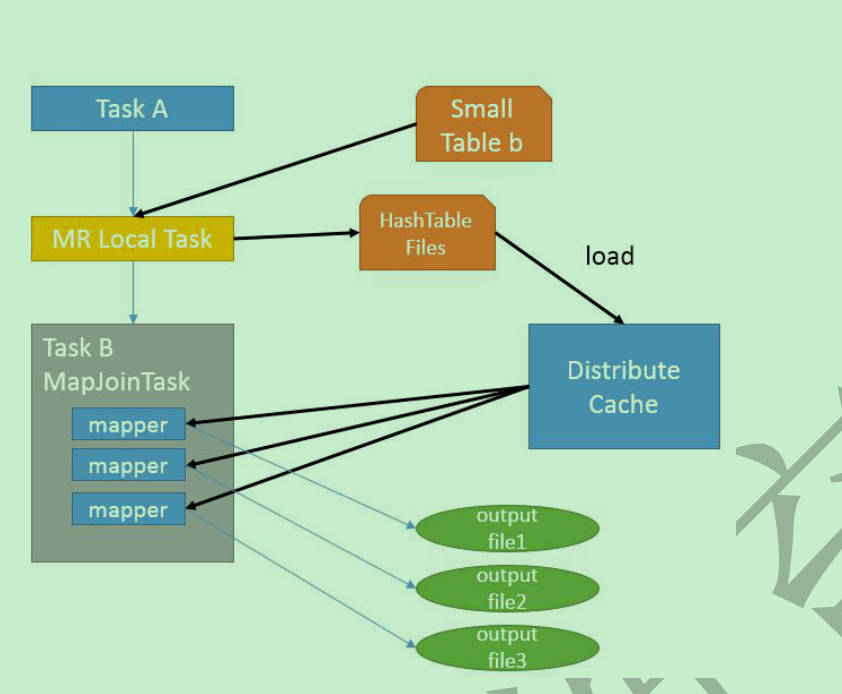 Task A
Small
Table b
MR Local Task
HashTable
Files
load
Task B
MapJoinTask
Distribute
Cache
mapper
mapper
mapper
output
file1
output
file2
output
file3